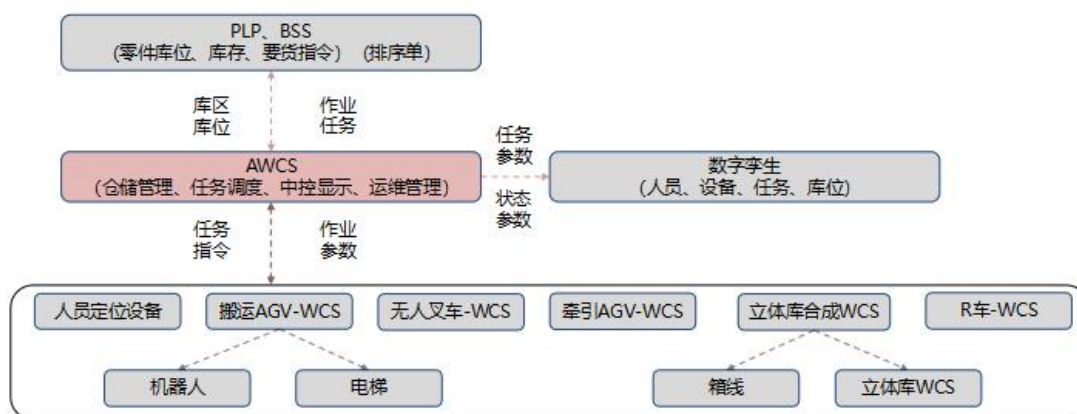 PLP、BSS
(零件库位、库存、要货指令) (排序单)
库区
库位
作业
任务
任务
参数
AWCS
(仓储管理、任务调度、中控显示、运维管理)
数字孪生
(人员、设备、任务、库位)
状态
参数
任务
指令
作业
参数
人员定位设备
搬运AGV-WCS
无人叉车-WCS
牵引AGV-WCS
立体库合成WCS
R车-WCS
机器人
电梯
箱线
立体库WCS